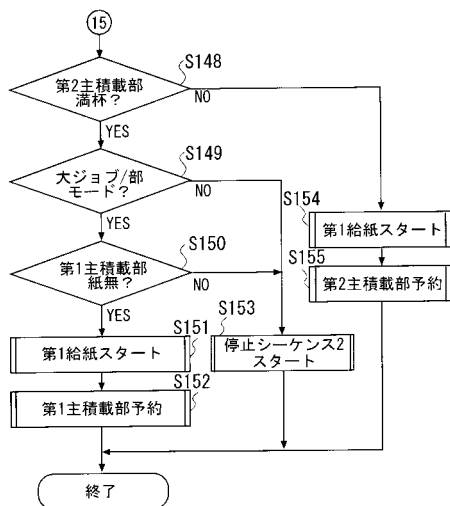 15
S148
第2主積載部
満杯?
NO
YES
S149
大ジョブ/部
モード?
NO
YES
S150
第1主積載部
紙無?
NO
YES
S151
第1給紙スタート
S152
第1主積載部予約
S153
停止シーケンス2
スタート
S154
第1給紙スタート
S155
第2主積載部予約
終了